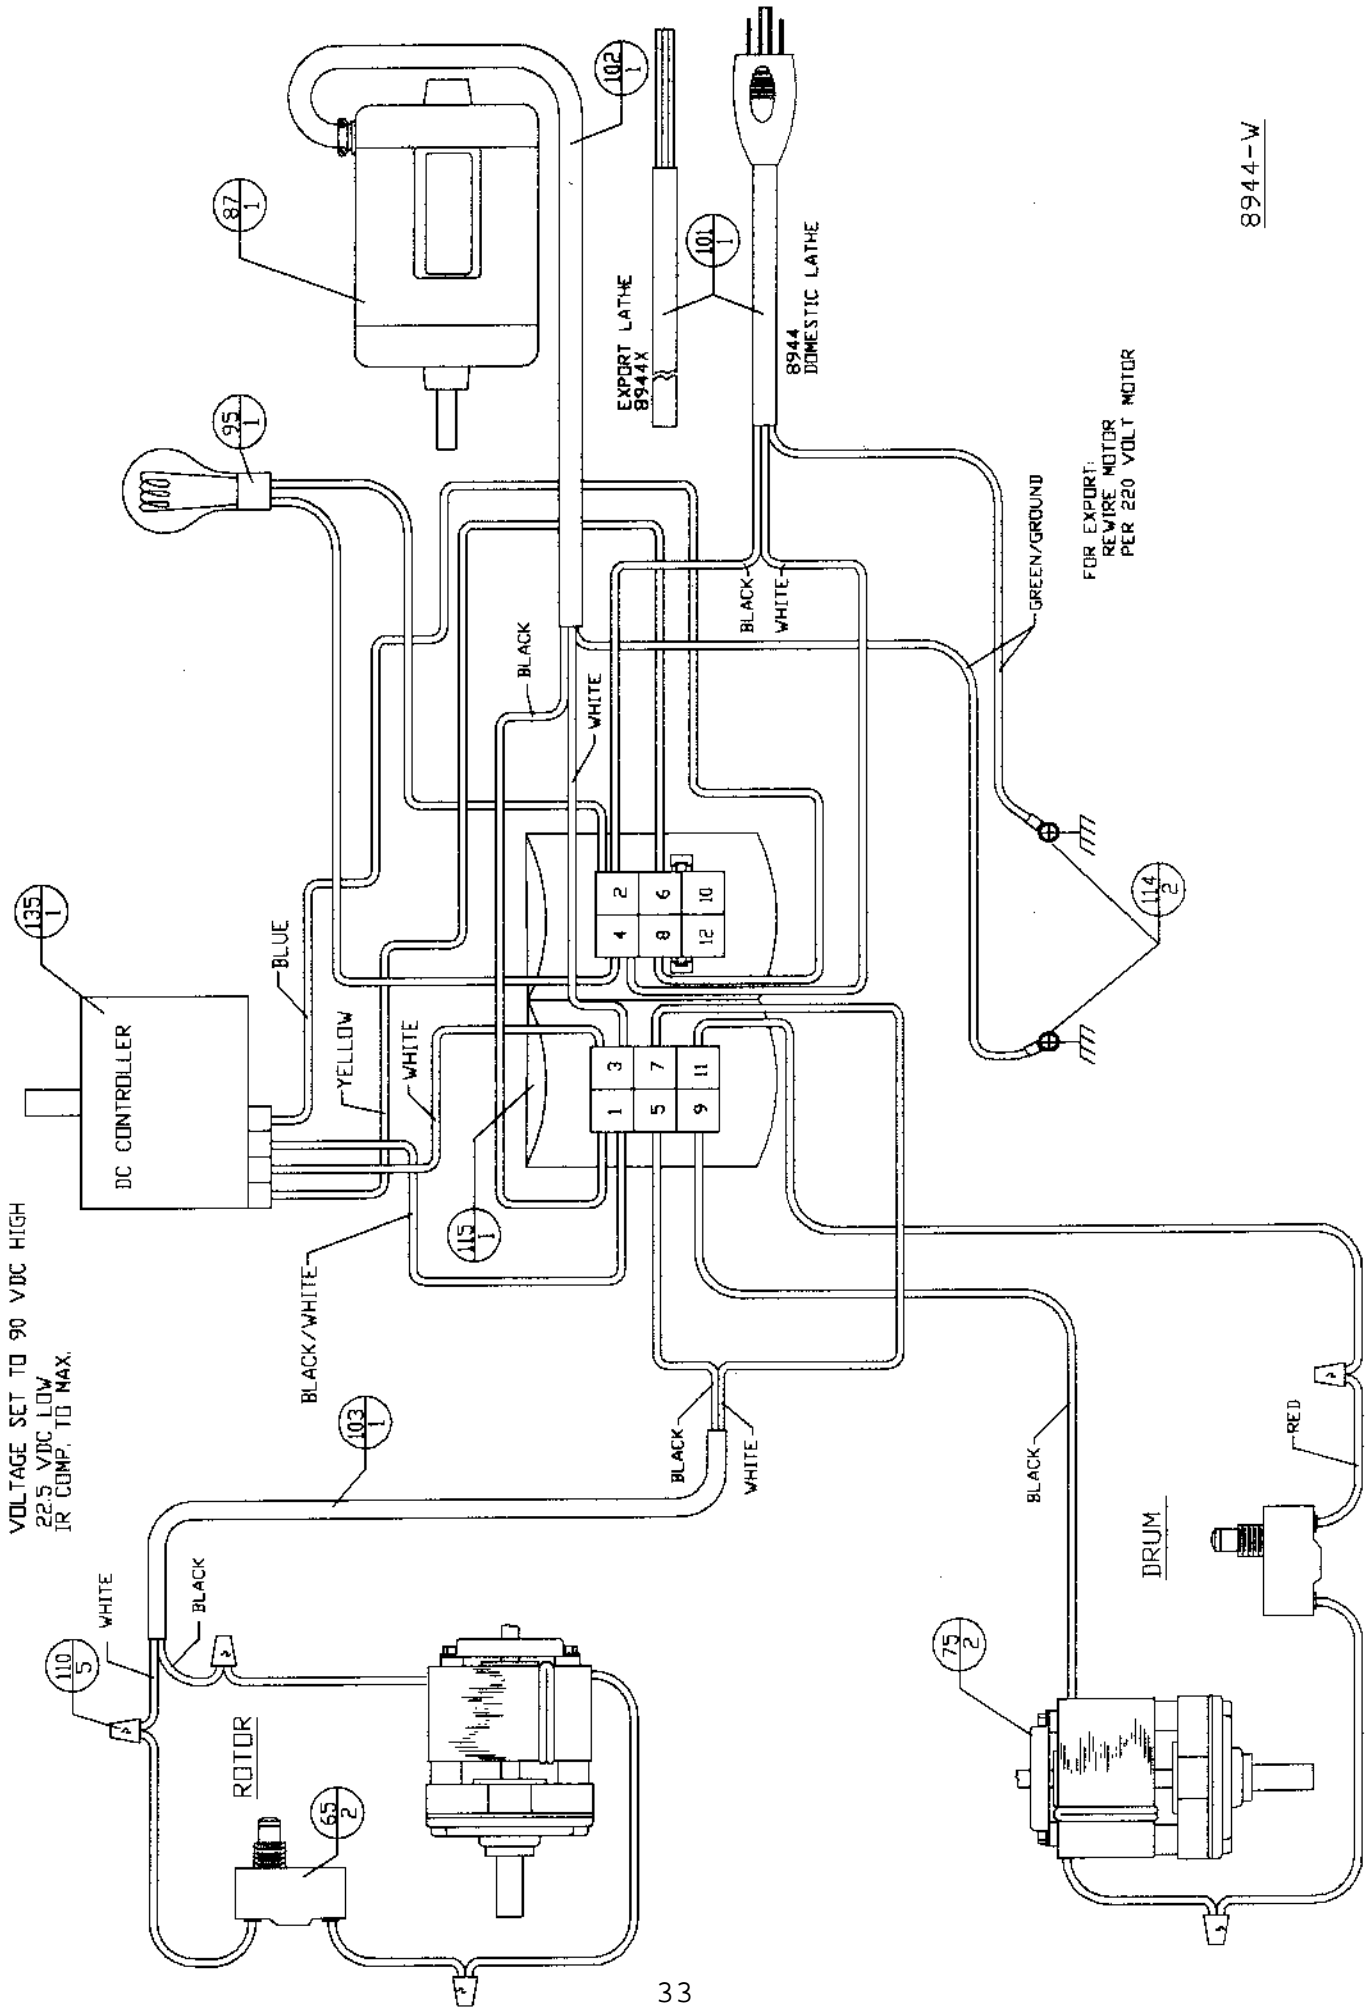 VOLTAGE SET TO 90 VDC HIGH
22.5 VDC LOW
IR COMP. TO MAX.
DC CONTROLLER
135
1
BLUE
YELLOW
WHITE
BLACK/WHITE
115
1
95
1
87
1
102
1
BLACK
WHITE
EXPORT LATHE
8944X
101
1
8944
DOMESTIC LATHE
BLACK
WHITE
GREEN/GROUND
FOR EXPORT:
REWIRE MOTOR
PER 220 VOLT MOTOR
114
2
1
3
5
7
9
11
4
2
8
6
12
10
103
1
110
5
WHITE
BLACK
ROTOR
65
2
BLACK
WHITE
BLACK
75
2
DRUM
RED
8944-W
33